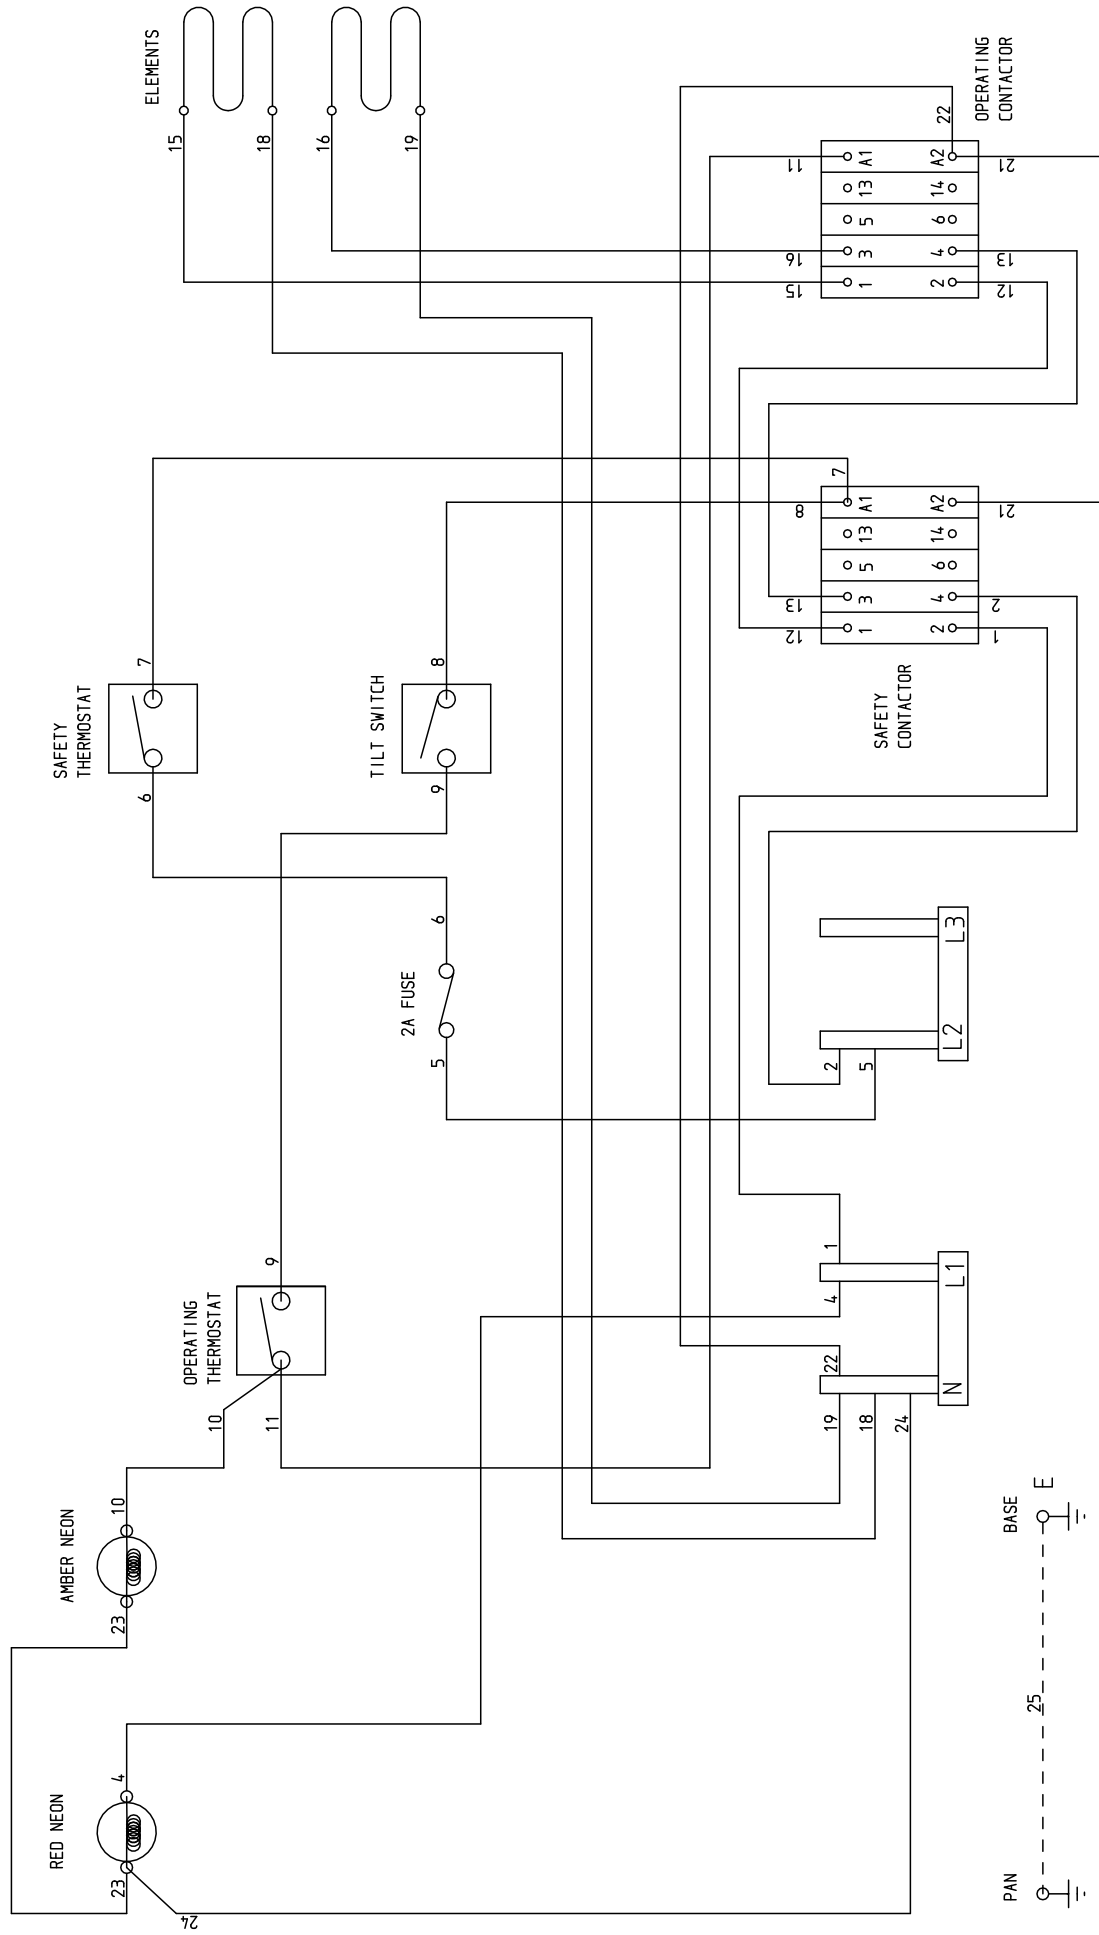 ELEMENTS
15
18
16
19
OPERATING
CONTACTOR
22
11
A1
A2
21
13
14
5
6
16
3
4
13
15
1
2
12
7
8
A1
A2
21
13
14
5
6
13
3
4
2
12
1
2
1
SAFETY
CONTACTOR
SAFETY
THERMOSTAT
7
6
TILT SWITCH
8
9
2A FUSE
6
5
L3
L2
2
5
OPERATING
THERMOSTAT
9
10
11
1
4
L1
22
N
19
18
24
AMBER NEON
10
23
RED NEON
4
23
24
BASE
E
25
PAN